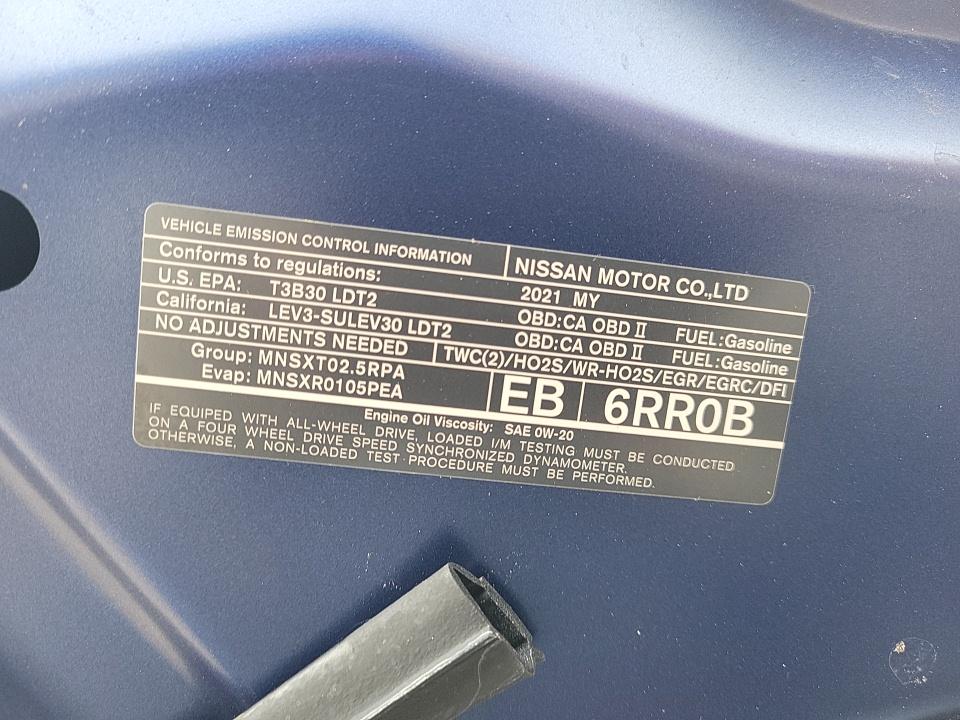 VEHICLE EMISSION CONTROL INFORMATION
NISSAN MOTOR CO.,LTD
Conforms to regulations:
2021 MY
U.S. EPA: T3B30 LDT2 OBD:CA OBD II FUEL:Gasoline
California: LEV3-SULEV30 LDT2 OBD:CA OBD II FUEL:Gasoline
NO ADJUSTMENTS NEEDED TWC(2)/HO2S/WR-HO2S/EGR/EGRC/DFI
Group: MNSXT02.5RPA
Evap: MNSXR0105PEA
EB 6RR0B
Engine Oil Viscosity: SAE 0W-20
IF EQUIPED WITH ALL-WHEEL DRIVE, LOADED I/M TESTING MUST BE CONDUCTED
ON A FOUR WHEEL DRIVE SPEED SYNCHRONIZED DYNAMOMETER.
OTHERWISE, A NON-LOADED TEST PROCEDURE MUST BE PERFORMED.